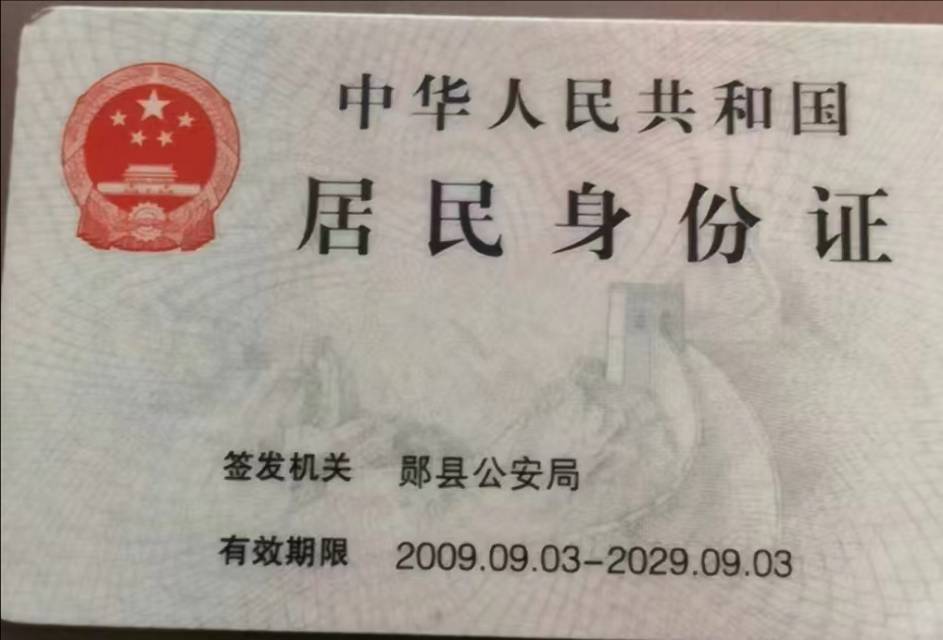 中华人民共和国
居民身份证
签发机关 郧县公安局
有效期限 2009.09.03-2029.09.03